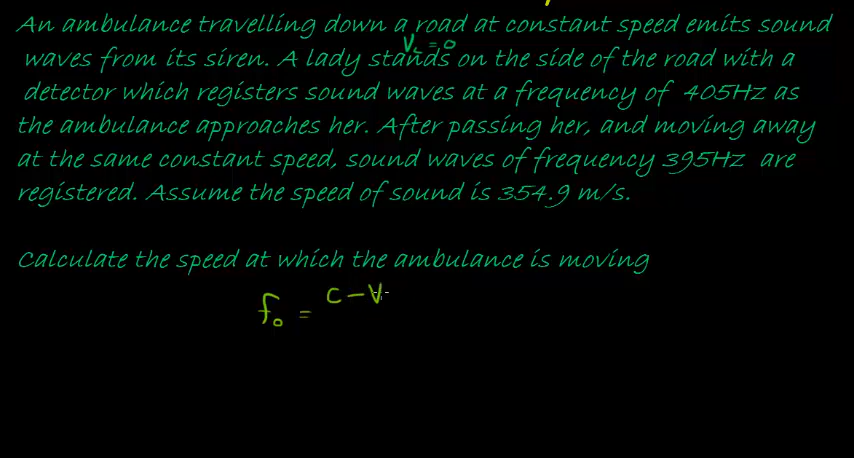 An ambulance travelling down a road at constant speed emits sound
V_L = 0
waves from its siren. A lady stands on the side of the road with a
detector which registers sound waves at a frequency of 405Hz as
the ambulance approaches her. After passing her, and moving away
at the same constant speed, sound waves of frequency 395Hz are
registered. Assume the speed of sound is 354.9 m/s.
Calculate the speed at which the ambulance is moving
f_o = c - V